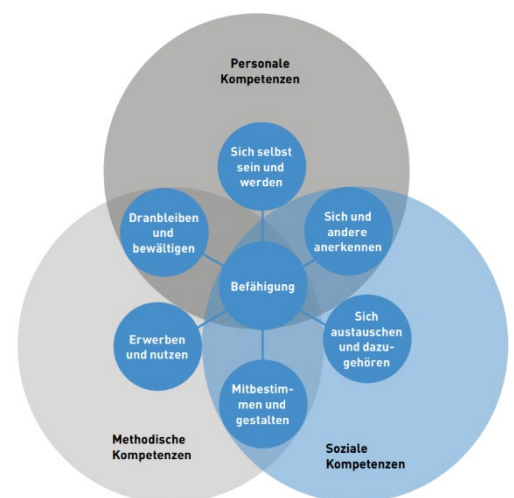 Personale
Kompetenzen
Sich selbst
sein und
werden
Dranbleiben
und
bewältigen
Sich und
andere
anerkennen
Befähigung
Erwerben
und nutzen
Sich
austauschen
und dazu-
gehören
Mitbestim-
men und
gestalten
Methodische
Kompetenzen
Soziale
Kompetenzen